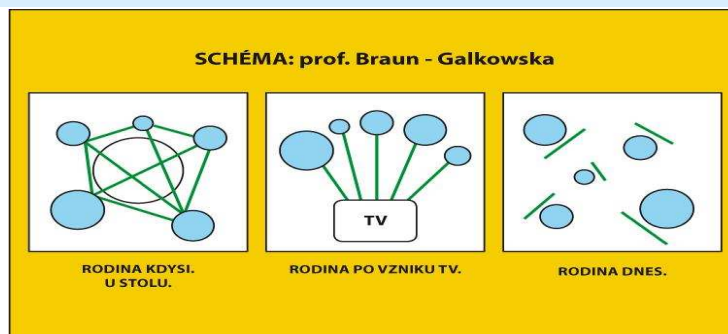 SCHÉMA: prof. Braun - Galkowska
TV
RODINA KDYSI.
U STOLU.
RODINA PO VZNIKU TV.
RODINA DNES.